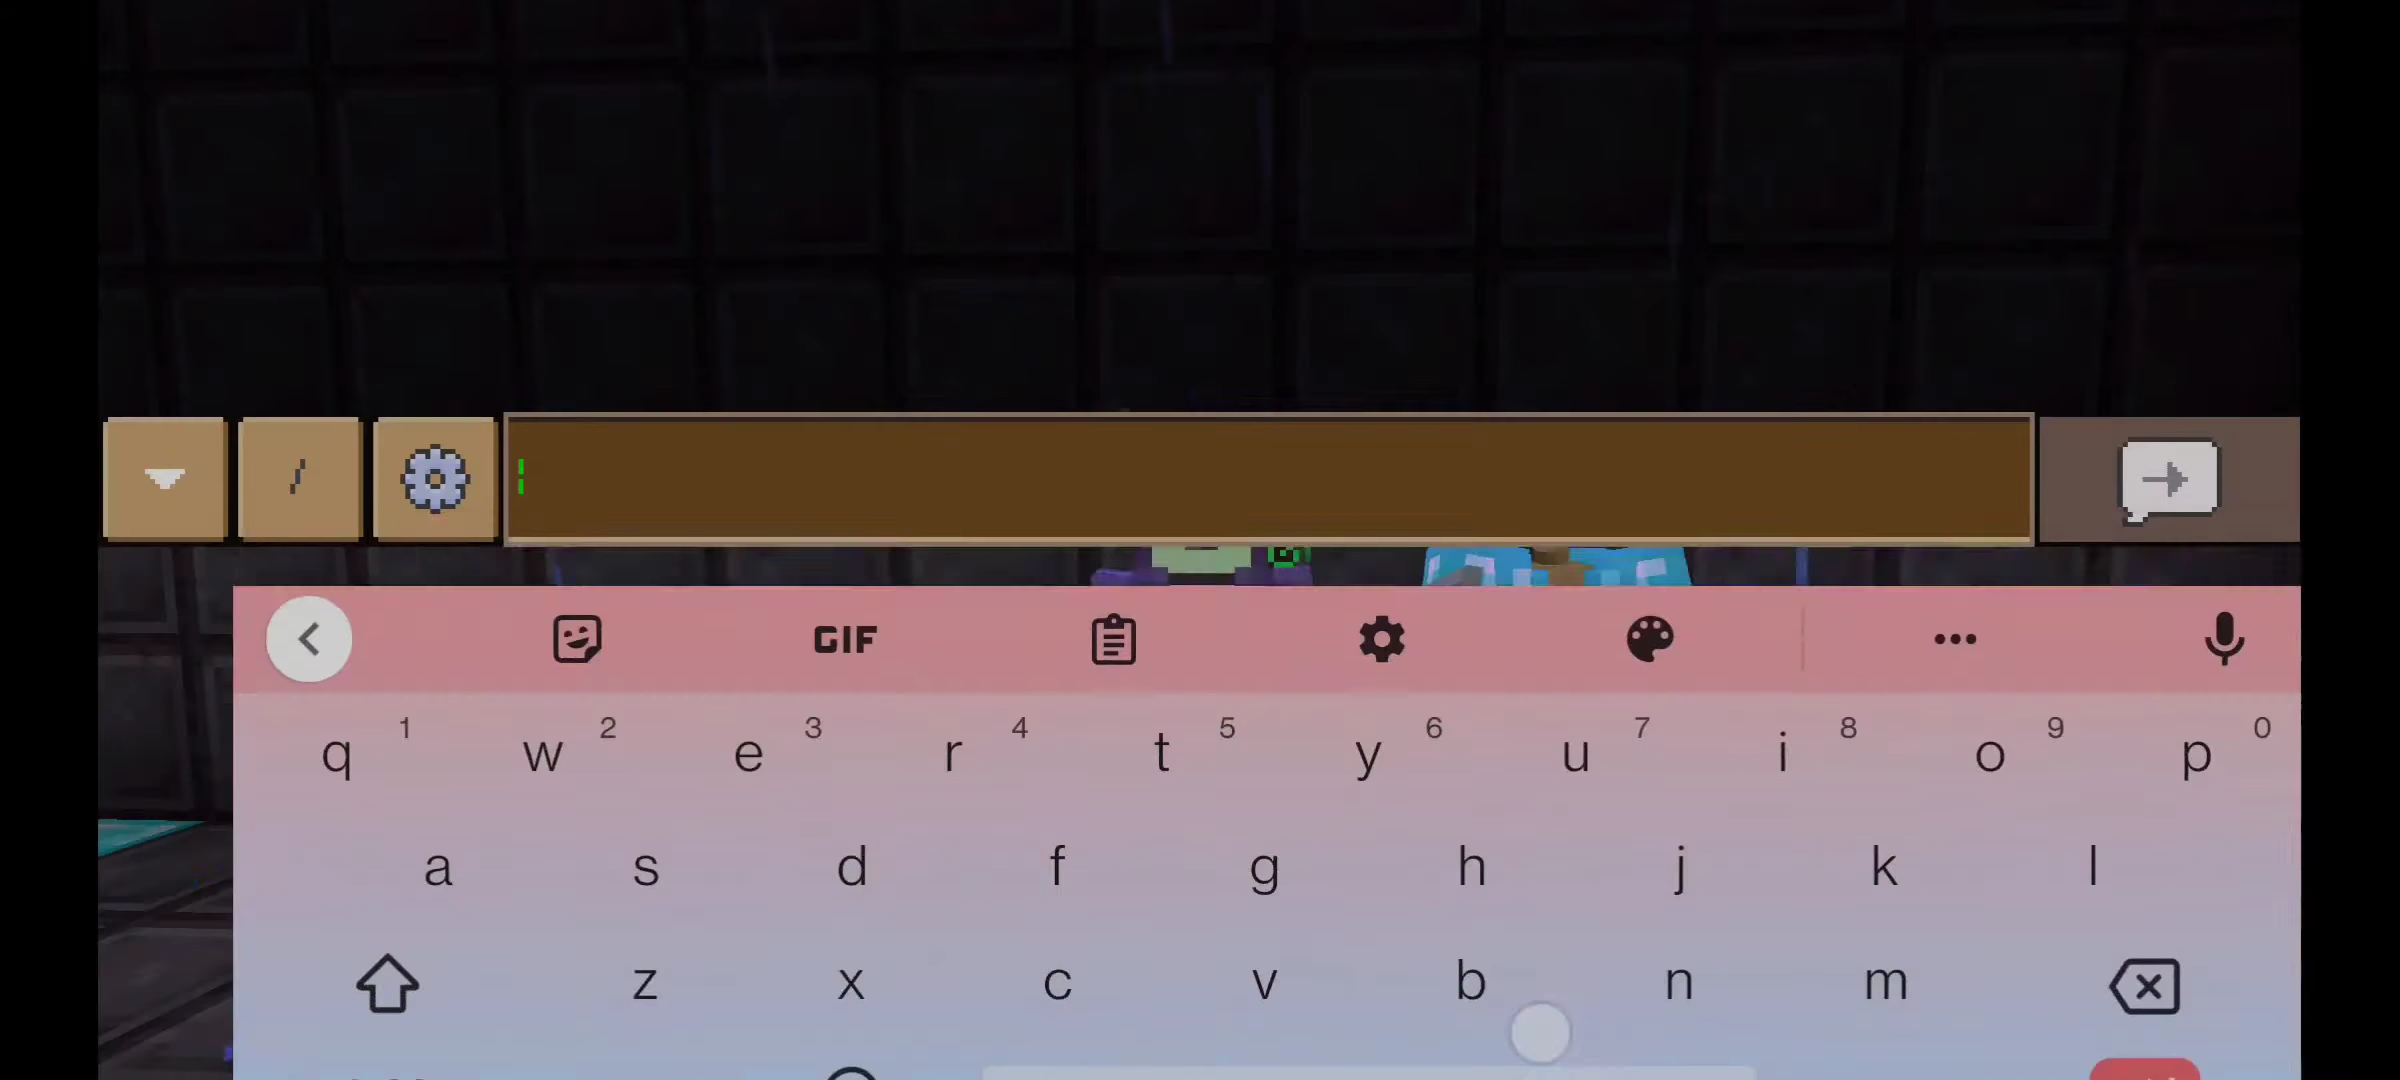 /
GIF
1 2 3 4 5 6 7 8 9 0
q w e r t y u i o p
a s d f g h j k l
z x c v b n m